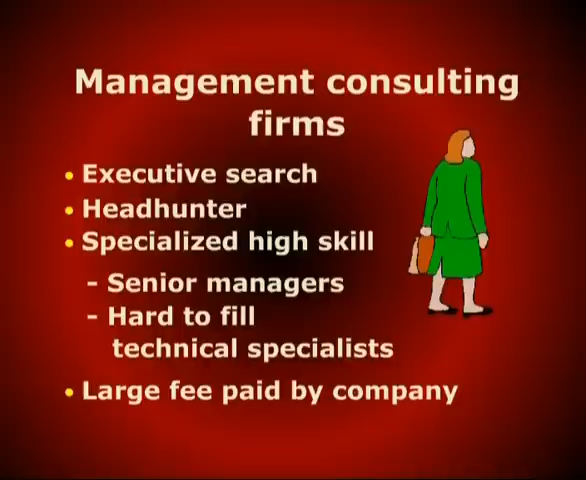 Management consulting
firms
• Executive search
• Headhunter
• Specialized high skill
- Senior managers
- Hard to fill
technical specialists
• Large fee paid by company